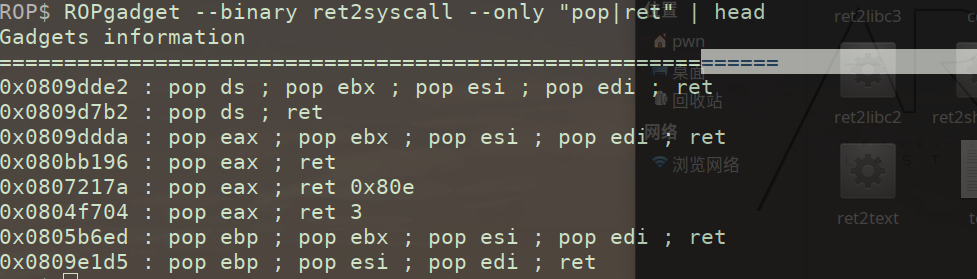 ROP$ ROPgadget --binary ret2syscall --only "pop|ret" | head
Gadgets information
============================================================
0x0809dde2 : pop ds ; pop ebx ; pop esi ; pop edi ; ret
0x0809d7b2 : pop ds ; ret
0x0809ddda : pop eax ; pop ebx ; pop esi ; pop edi ; ret
0x080bb196 : pop eax ; ret
0x0807217a : pop eax ; ret 0x80e
0x0804f704 : pop eax ; ret 3
0x0805b6ed : pop ebp ; pop ebx ; pop esi ; pop edi ; ret
0x0809e1d5 : pop ebp ; pop esi ; pop edi ; ret
位置
pwn
桌面
回收站
网络
浏览网络
ret2libc3
ret2libc2
ret2sh
ret2text